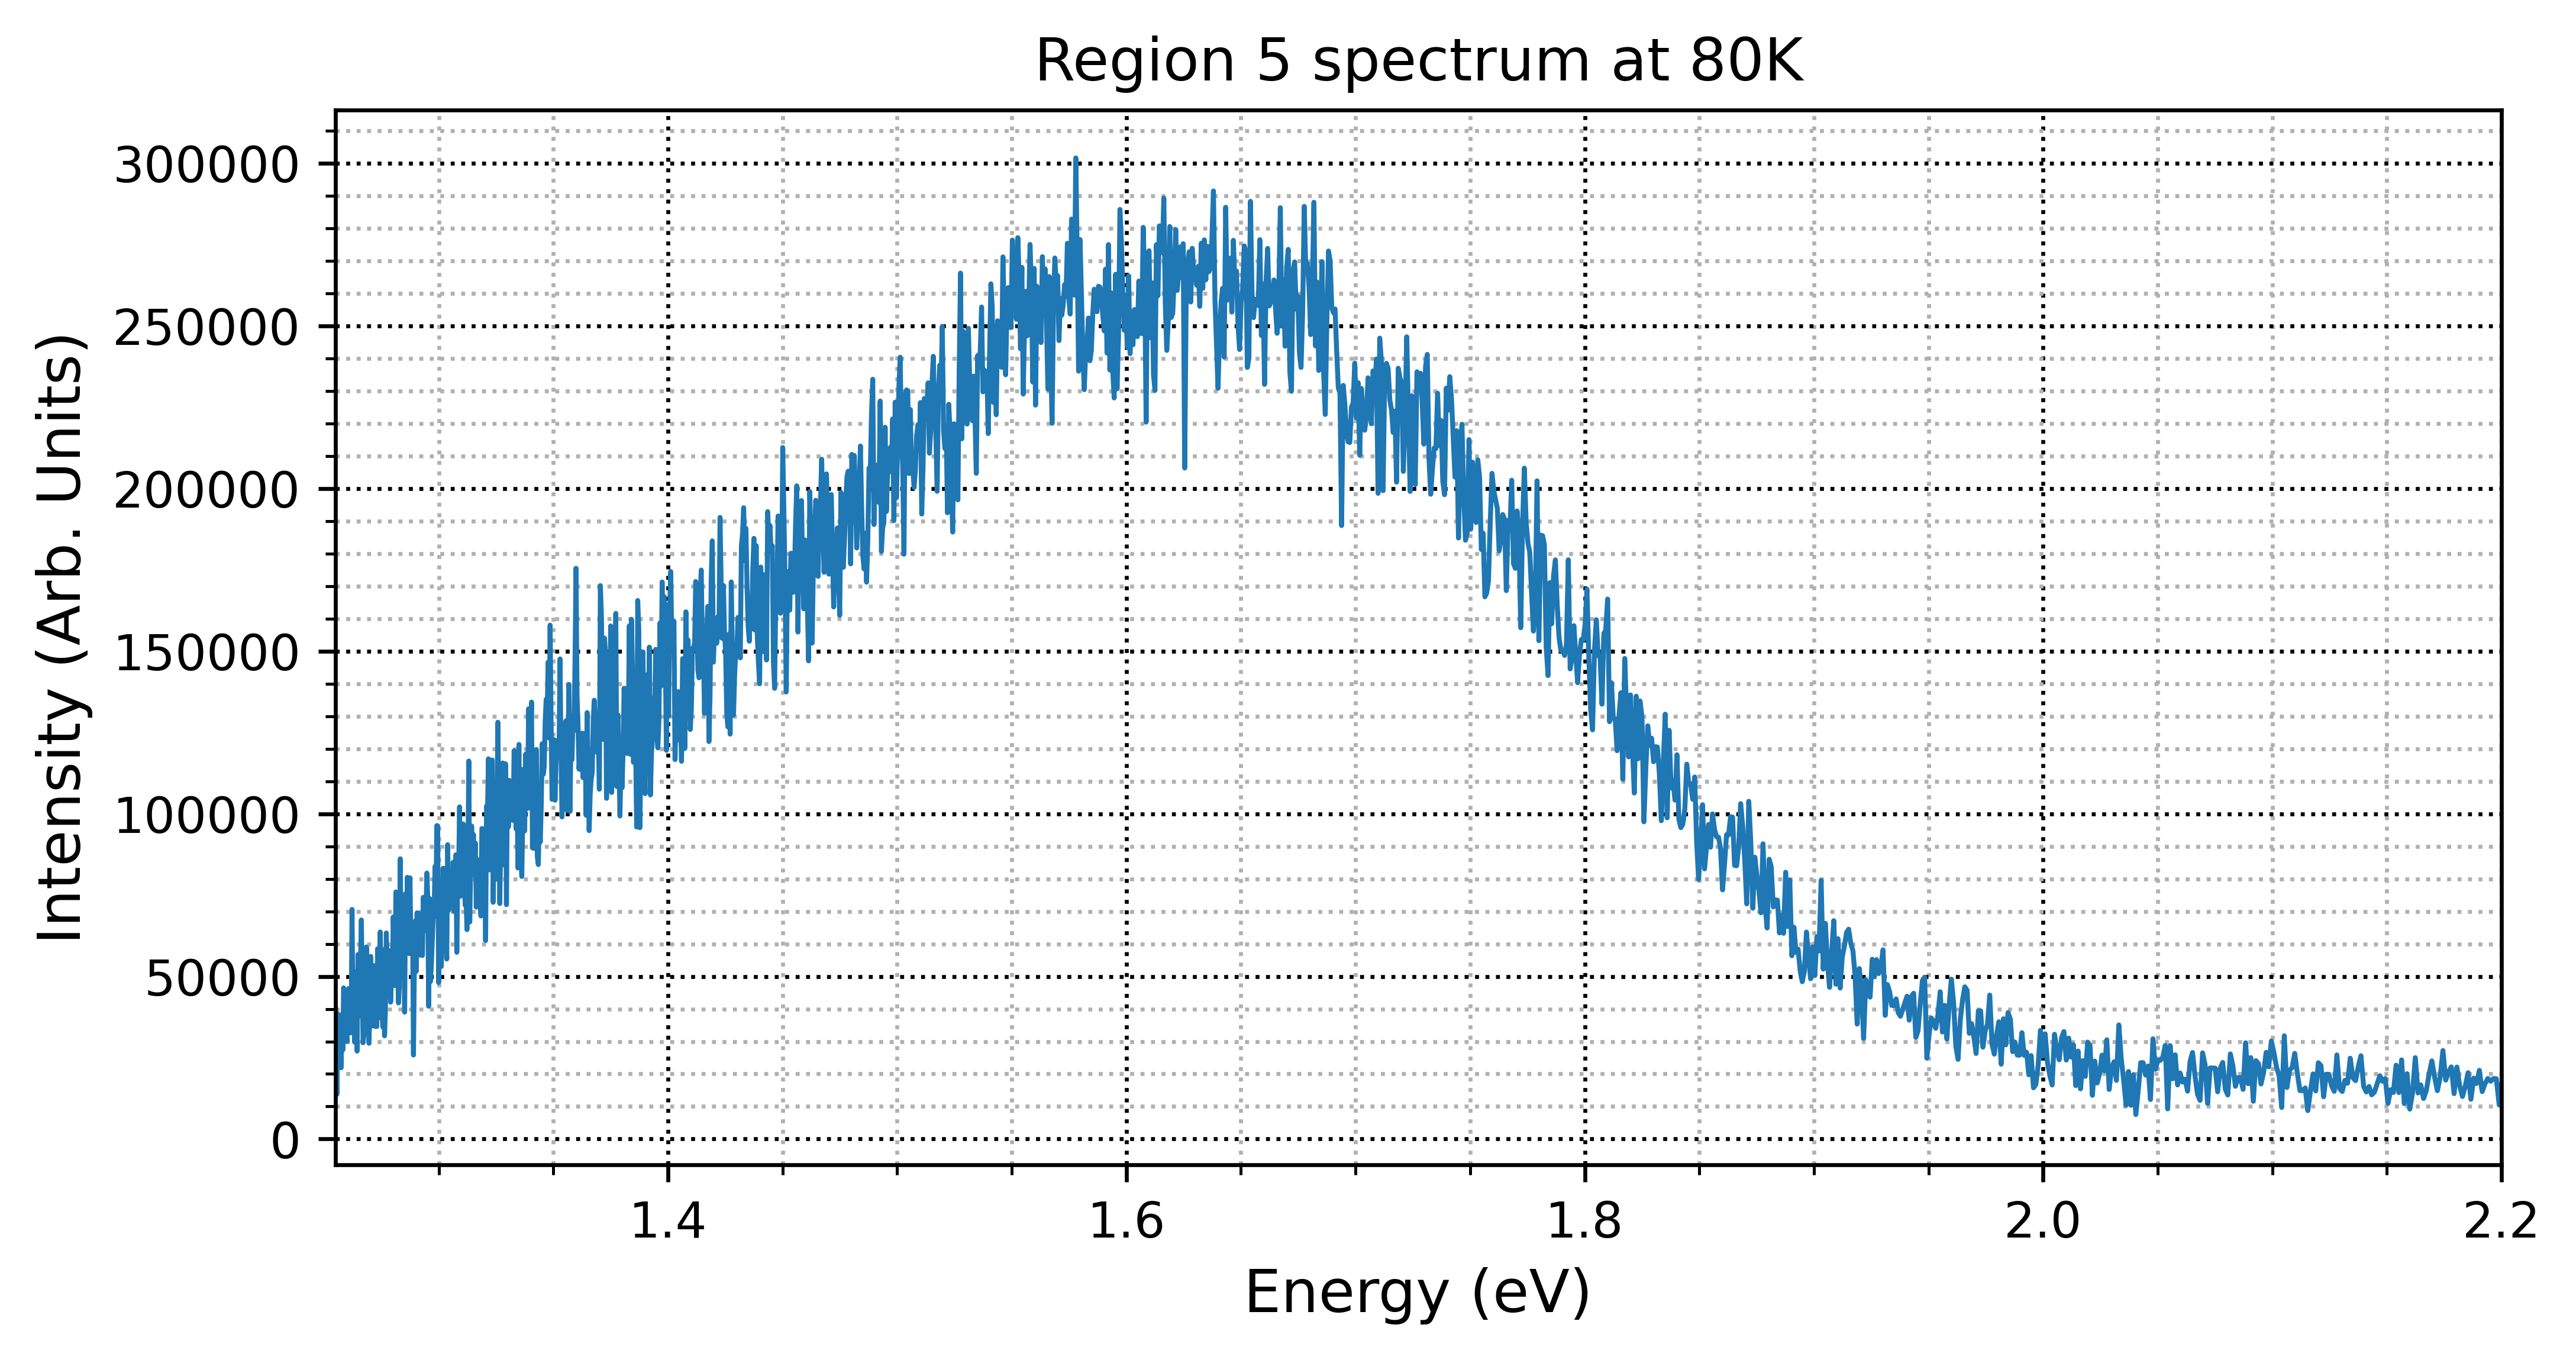 Region 5 spectrum at 80K
300000
250000
200000
150000
100000
50000
0
Intensity (Arb. Units)
1.4 1.6 1.8 2.0 2.2
Energy (eV)